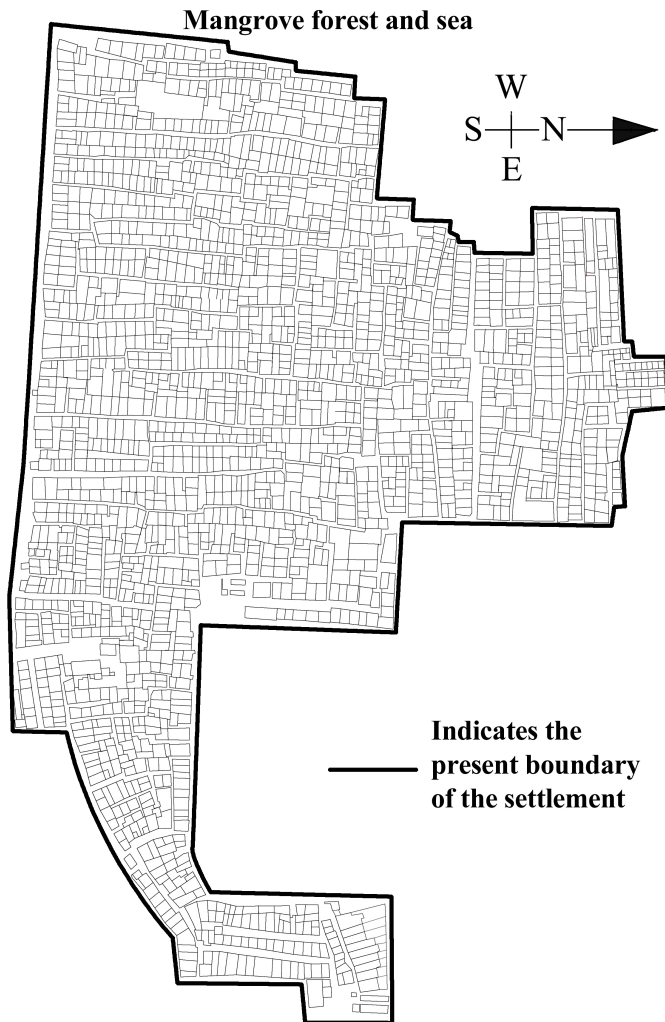 Mangrove forest and sea
W
S N
E
Indicates the
present boundary
of the settlement